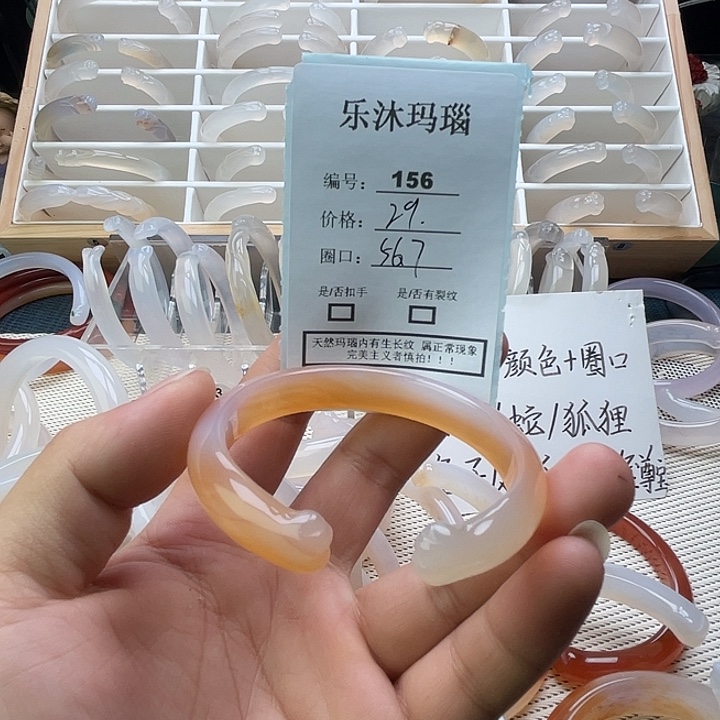 乐沐玛瑙
编号： 156
价格： 29.
圈口： 56.7
是/否扣手 是/否有裂纹
天然玛瑙内有生长纹 属正常现象
完美主义者慎拍！！！
颜色+圈口
蛇/狐狸
3